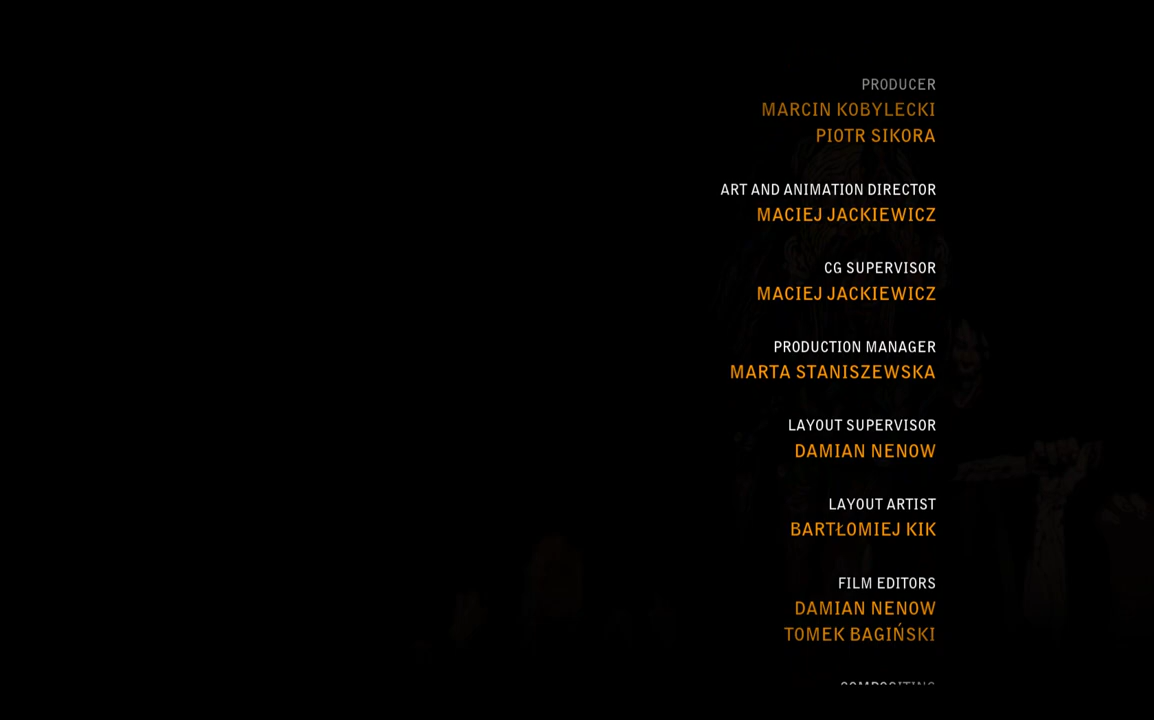 PRODUCER
MARCIN KOBYLECKI
PIOTR SIKORA
ART AND ANIMATION DIRECTOR
MACIEJ JACKIEWICZ
CG SUPERVISOR
MACIEJ JACKIEWICZ
PRODUCTION MANAGER
MARTA STANISZEWSKA
LAYOUT SUPERVISOR
DAMIAN NENOW
LAYOUT ARTIST
BARTŁOMIEJ KIK
FILM EDITORS
DAMIAN NENOW
TOMEK BAGIŃSKI
COMPOSITING